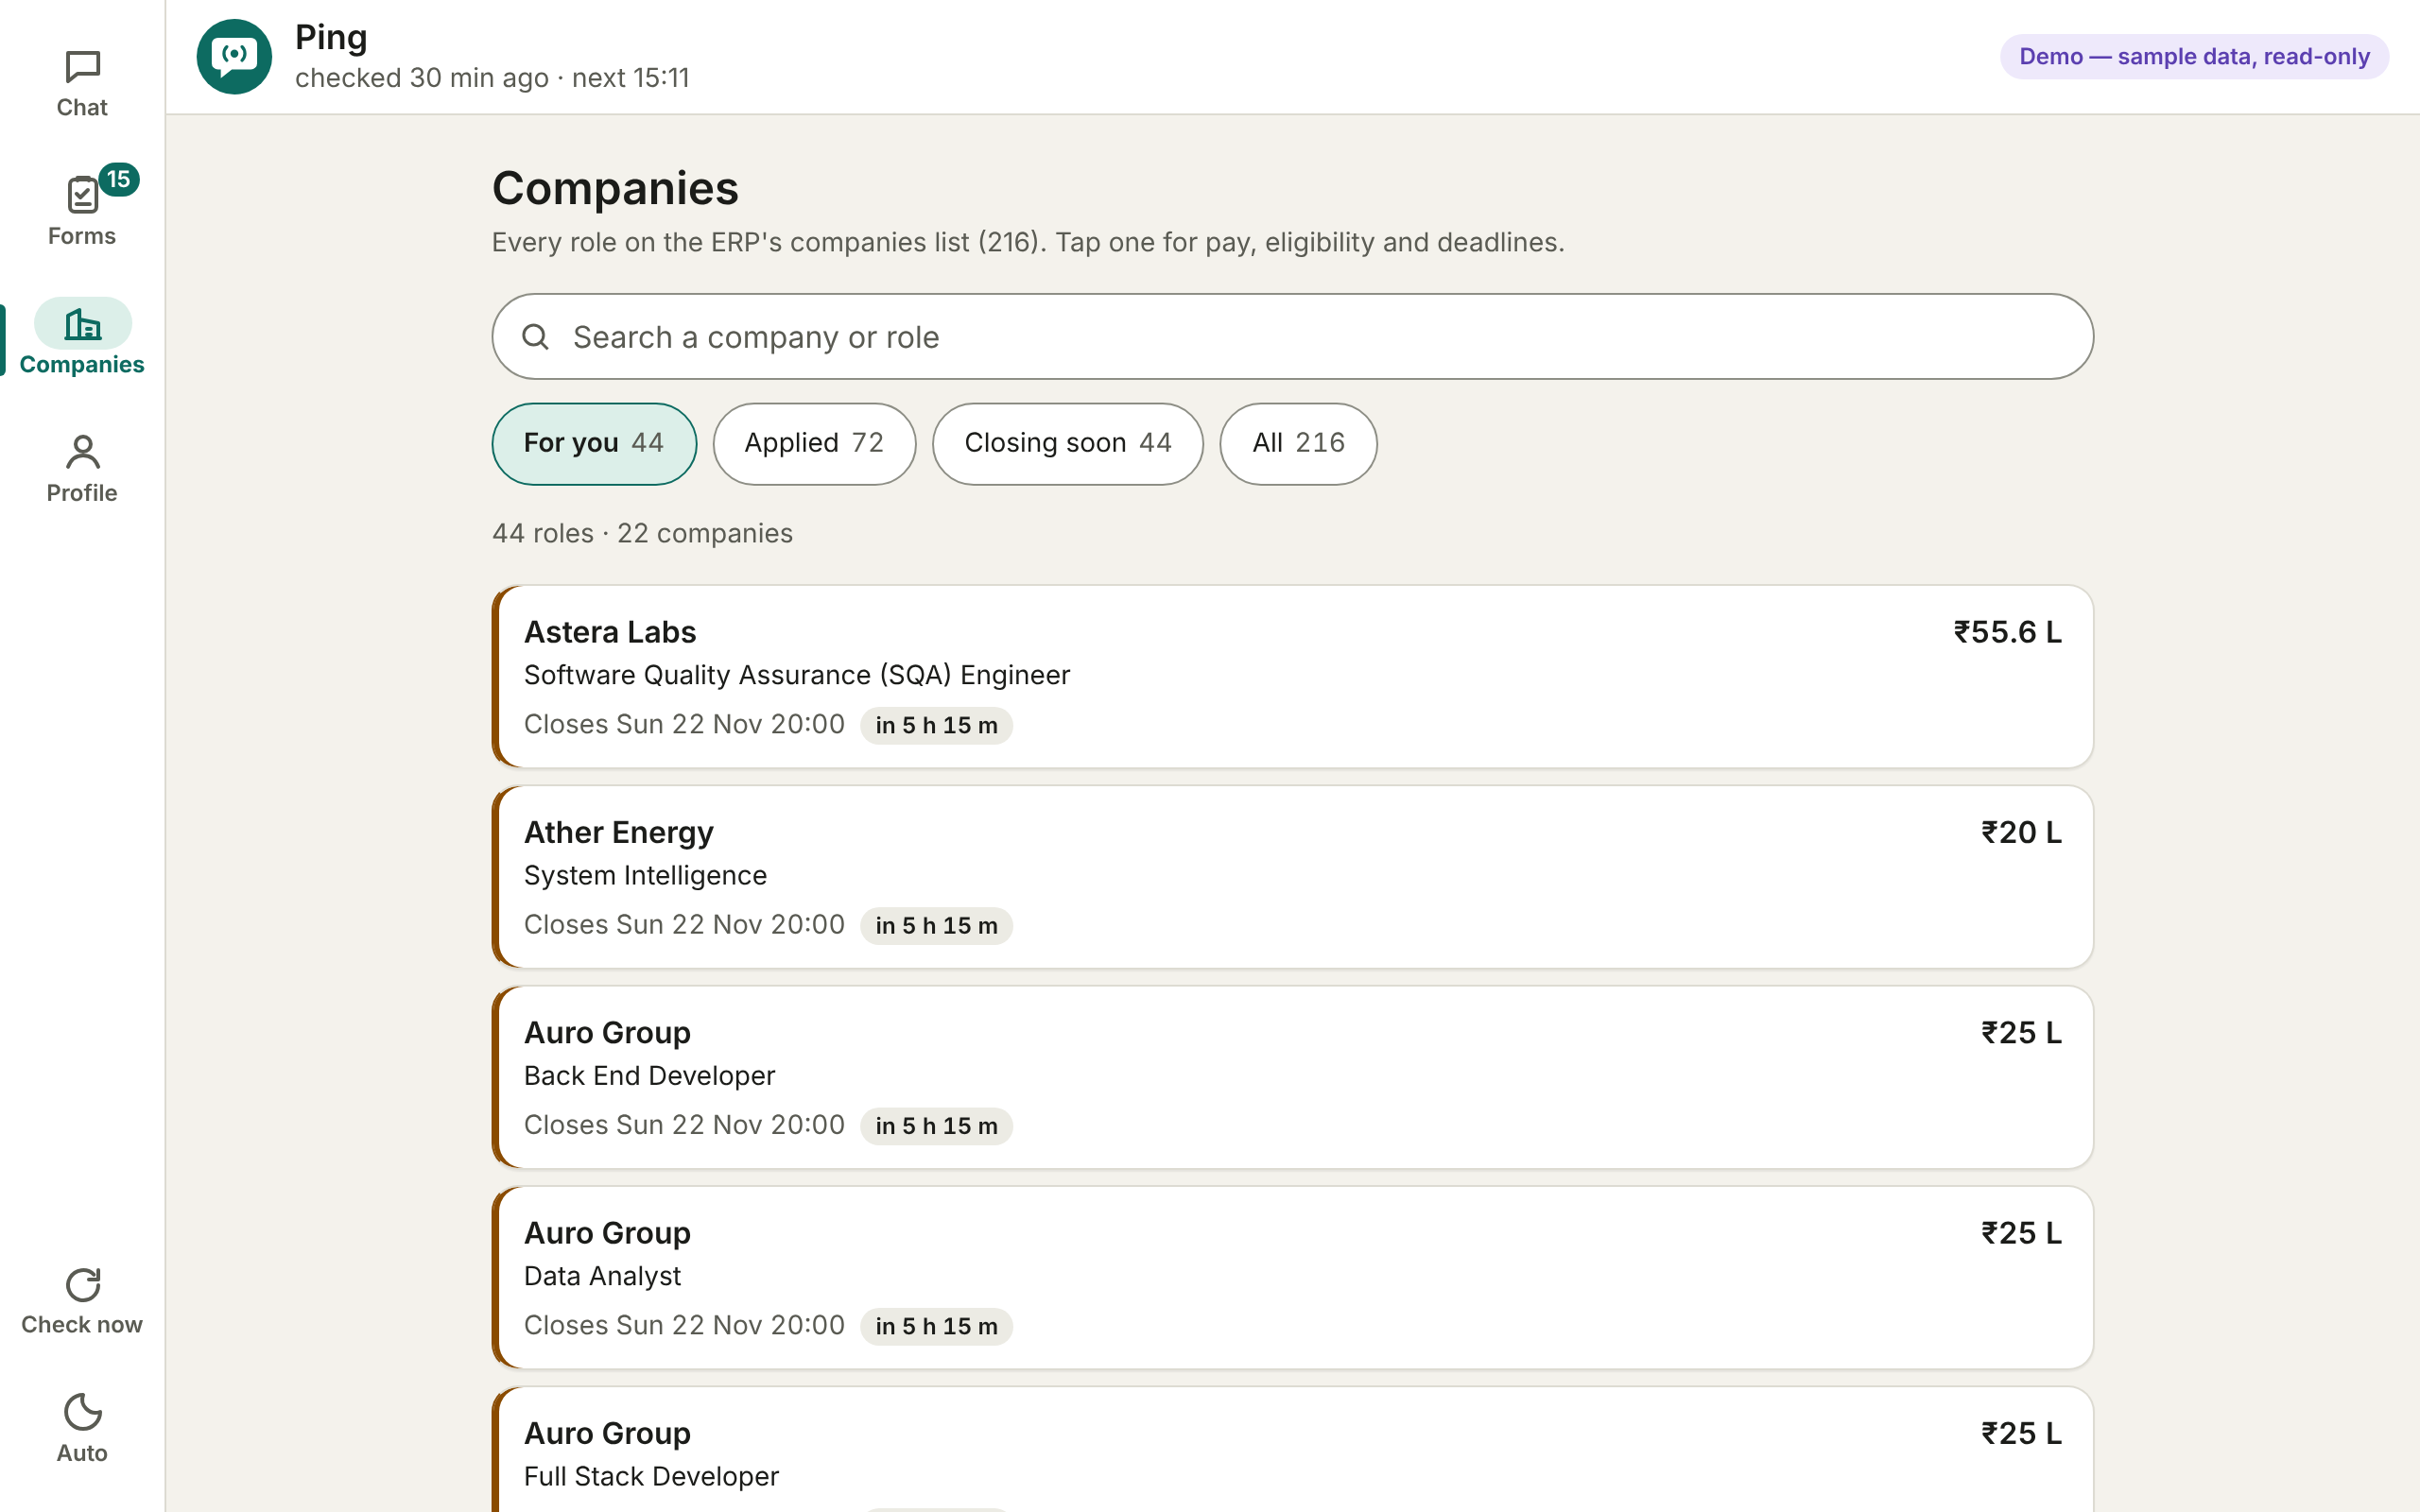 Chat
15
Forms
Companies
Profile
Check now
Auto
Ping
checked 30 min ago · next 15:11
Demo — sample data, read-only
Companies
Every role on the ERP's companies list (216). Tap one for pay, eligibility and deadlines.
Search a company or role
For you 44 Applied 72 Closing soon 44 All 216
44 roles · 22 companies
Astera Labs ₹55.6 L
Software Quality Assurance (SQA) Engineer
Closes Sun 22 Nov 20:00 in 5 h 15 m
Ather Energy ₹20 L
System Intelligence
Closes Sun 22 Nov 20:00 in 5 h 15 m
Auro Group ₹25 L
Back End Developer
Closes Sun 22 Nov 20:00 in 5 h 15 m
Auro Group ₹25 L
Data Analyst
Closes Sun 22 Nov 20:00 in 5 h 15 m
Auro Group ₹25 L
Full Stack Developer